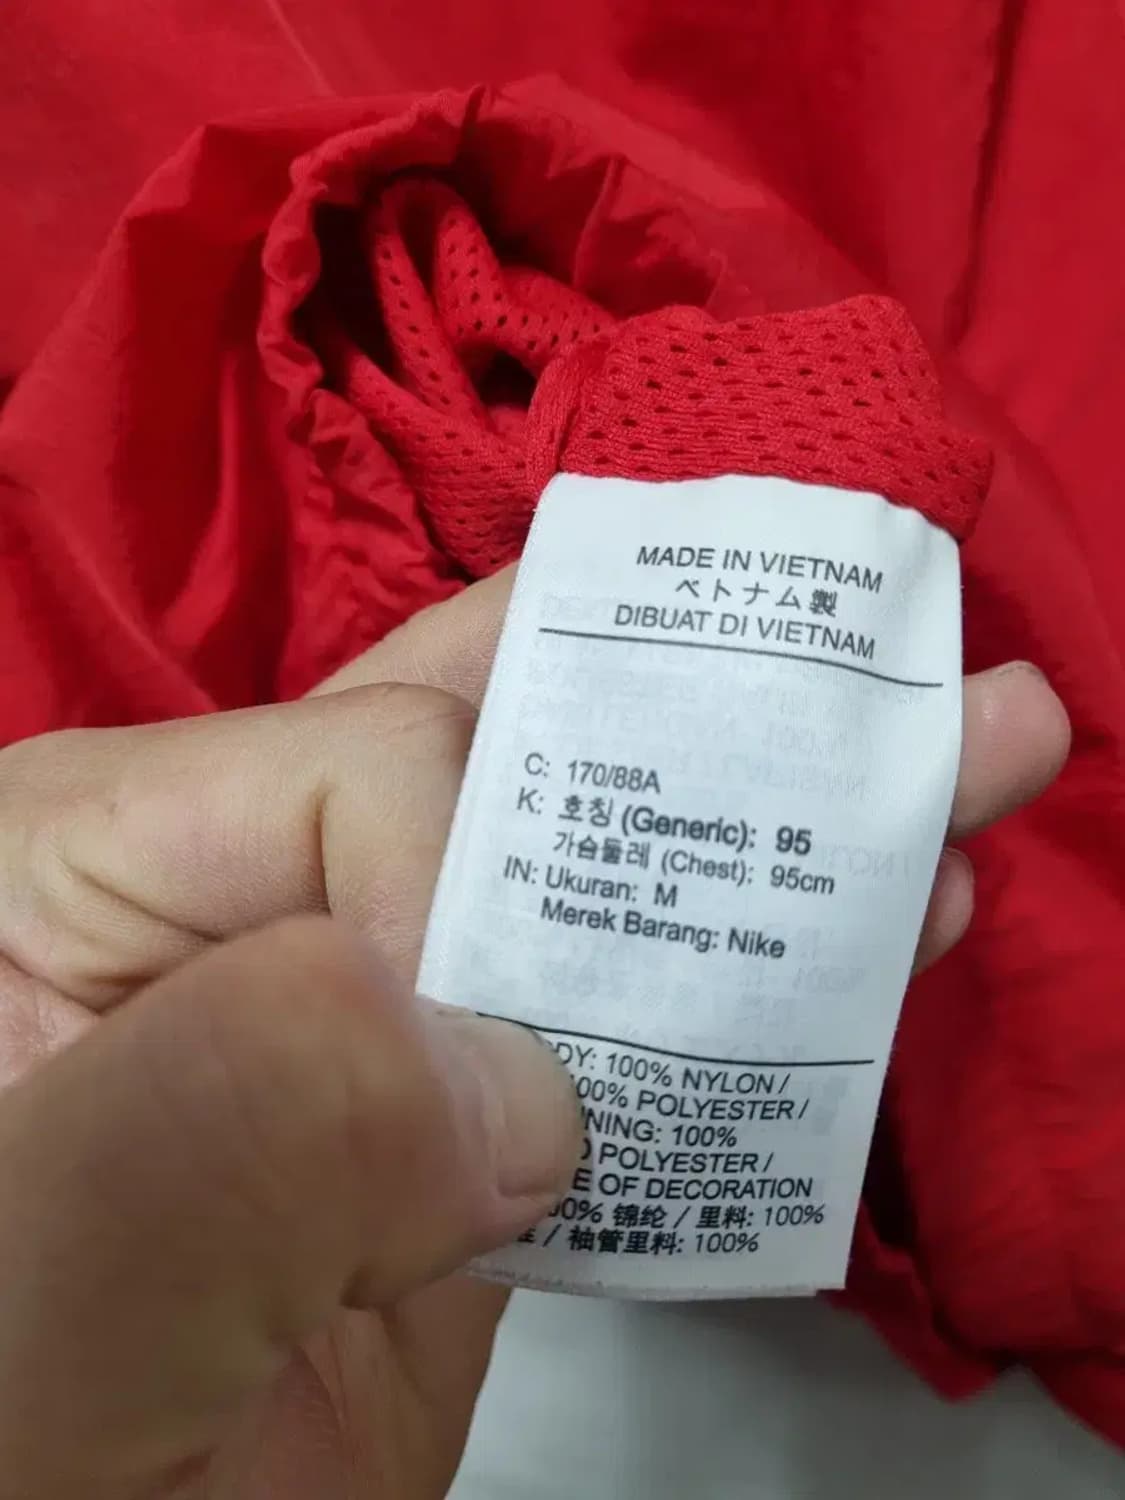 MADE IN VIETNAM
ベトナム製
DIBUAT DI VIETNAM
C: 170/88A
K: 호칭 (Generic): 95
가슴둘레 (Chest): 95cm
IN: Ukuran: M
Merek Barang: Nike
DY: 100% NYLON /
100% POLYESTER /
NING: 100%
POLYESTER /
E OF DECORATION
00% 锦纶 / 里料: 100%
/ 袖管里料: 100%